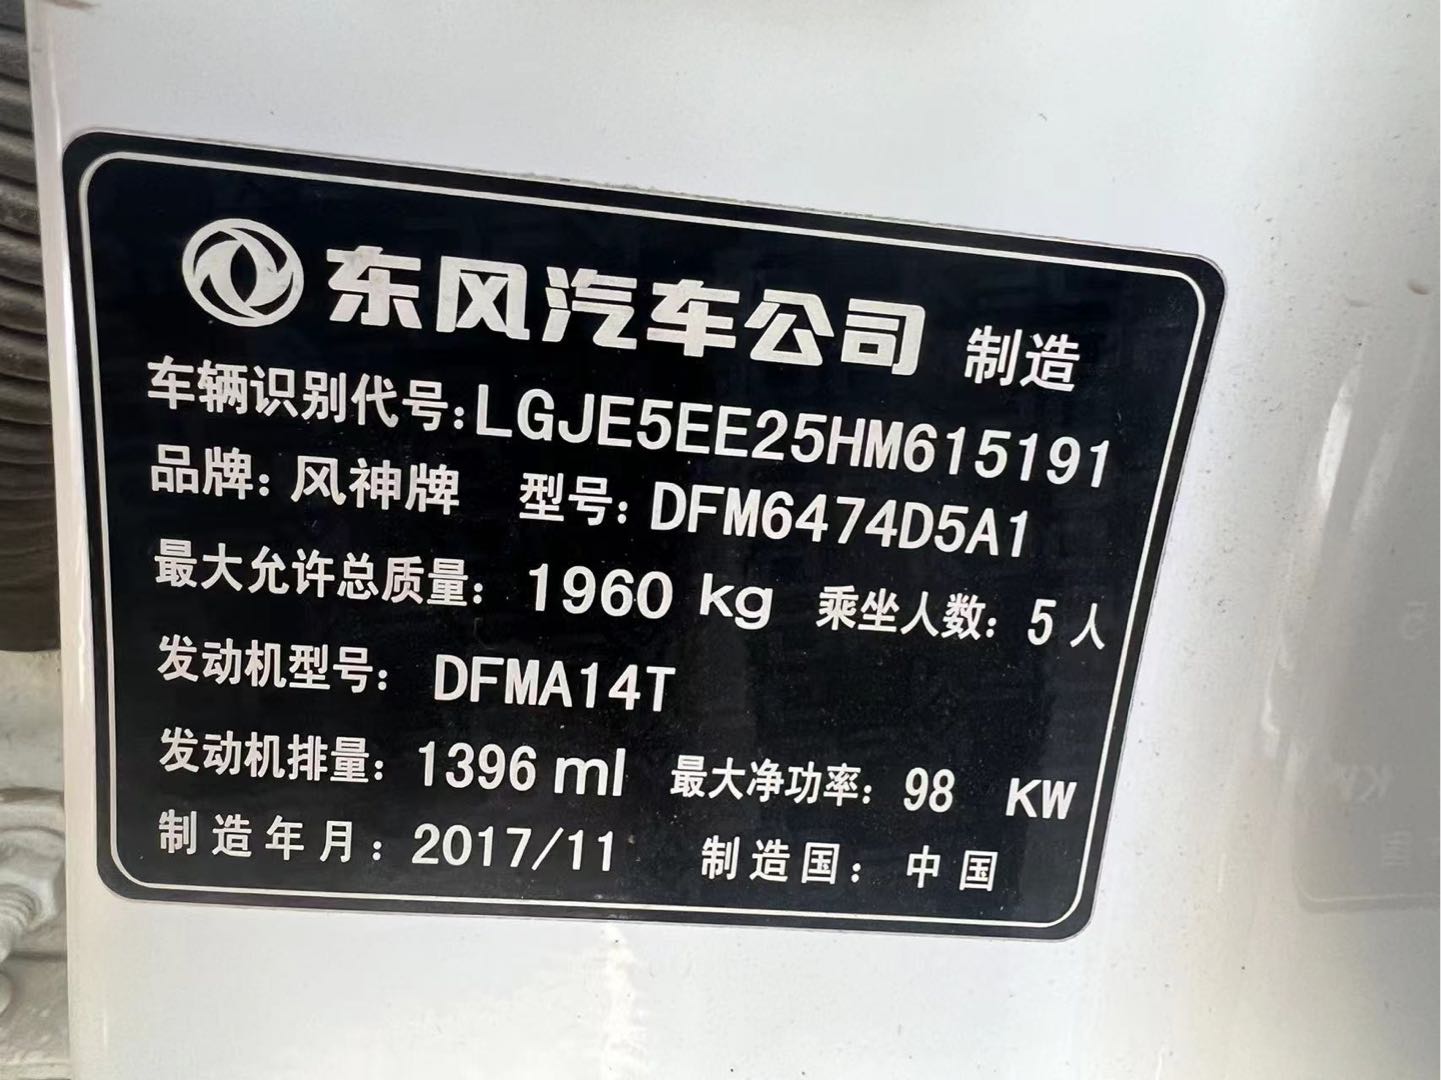 东风汽车公司 制造
车辆识别代号:LGJE5EE25HM615191
品牌: 风神牌 型号: DFM6474D5A1
最大允许总质量: 1960 kg 乘坐人数: 5 人
发动机型号: DFMA14T
发动机排量: 1396 ml 最大净功率: 98 KW
制造年月: 2017/11 制造国: 中国